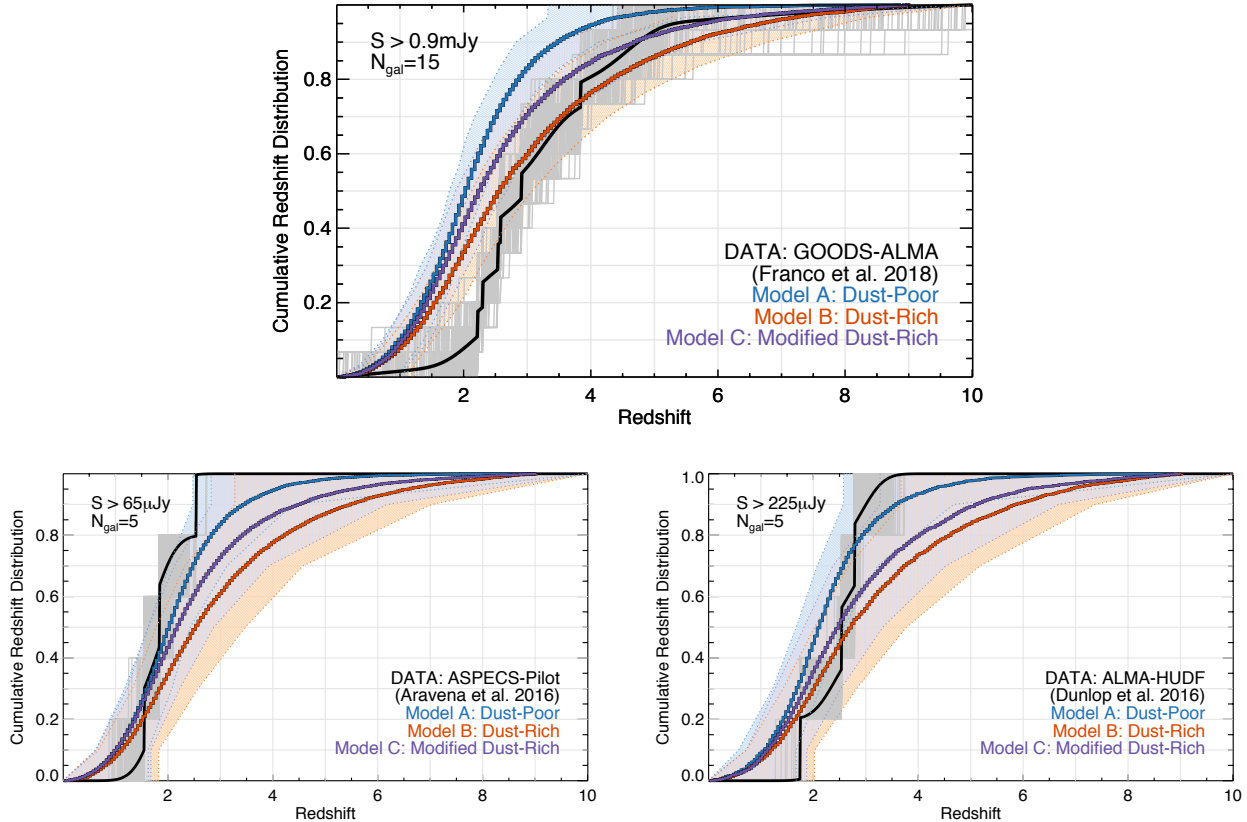 S > 0.9mJy
N_gal=15
Cumulative Redshift Distribution
0.8
0.6
0.4
0.2
DATA: GOODS-ALMA
(Franco et al. 2018)
Model A: Dust-Poor
Model B: Dust-Rich
Model C: Modified Dust-Rich
2
4
6
8
10
Redshift
S > 65μJy
N_gal=5
Cumulative Redshift Distribution
1.0
0.8
0.6
0.4
0.2
0.0
DATA: ASPECS-Pilot
(Aravena et al. 2016)
Model A: Dust-Poor
Model B: Dust-Rich
Model C: Modified Dust-Rich
2
4
6
8
10
Redshift
S > 225μJy
N_gal=5
Cumulative Redshift Distribution
1.0
0.8
0.6
0.4
0.2
0.0
DATA: ALMA-HUDF
(Dunlop et al. 2016)
Model A: Dust-Poor
Model B: Dust-Rich
Model C: Modified Dust-Rich
2
4
6
8
10
Redshift